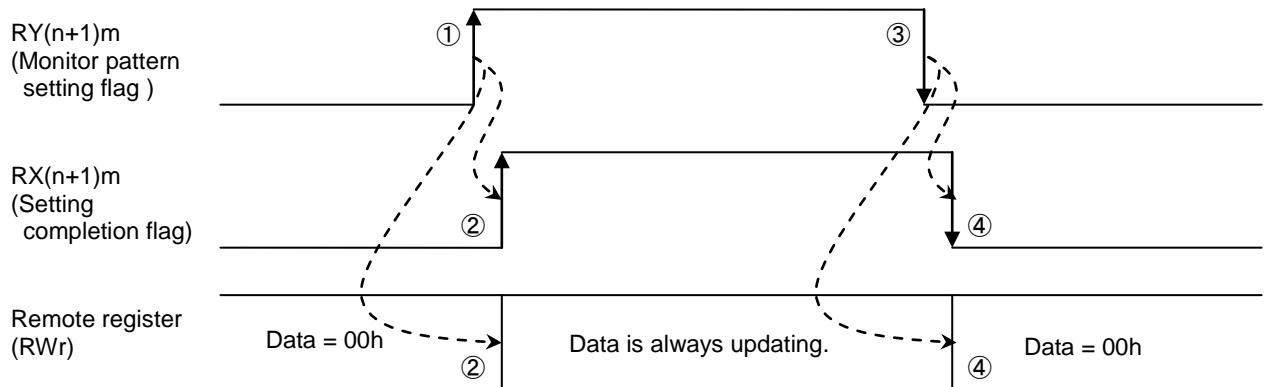 RY(n+1)m
(Monitor pattern
setting flag )
①
③
RX(n+1)m
(Setting
completion flag)
②
④
Remote register
(RWr)
Data = 00h
②
Data is always updating.
④
Data = 00h